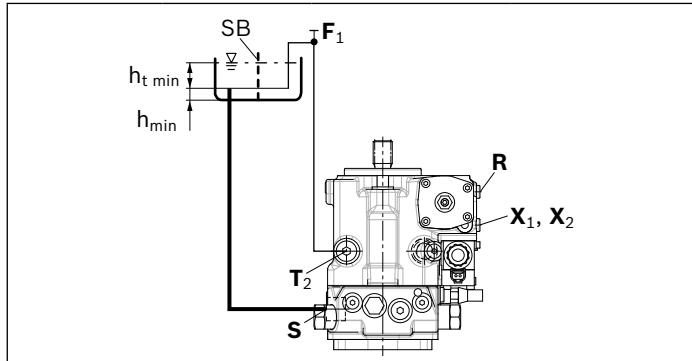 SB
F₁
hₜ ₘᵢₙ
hₘᵢₙ
R
X₁, X₂
T₂
S